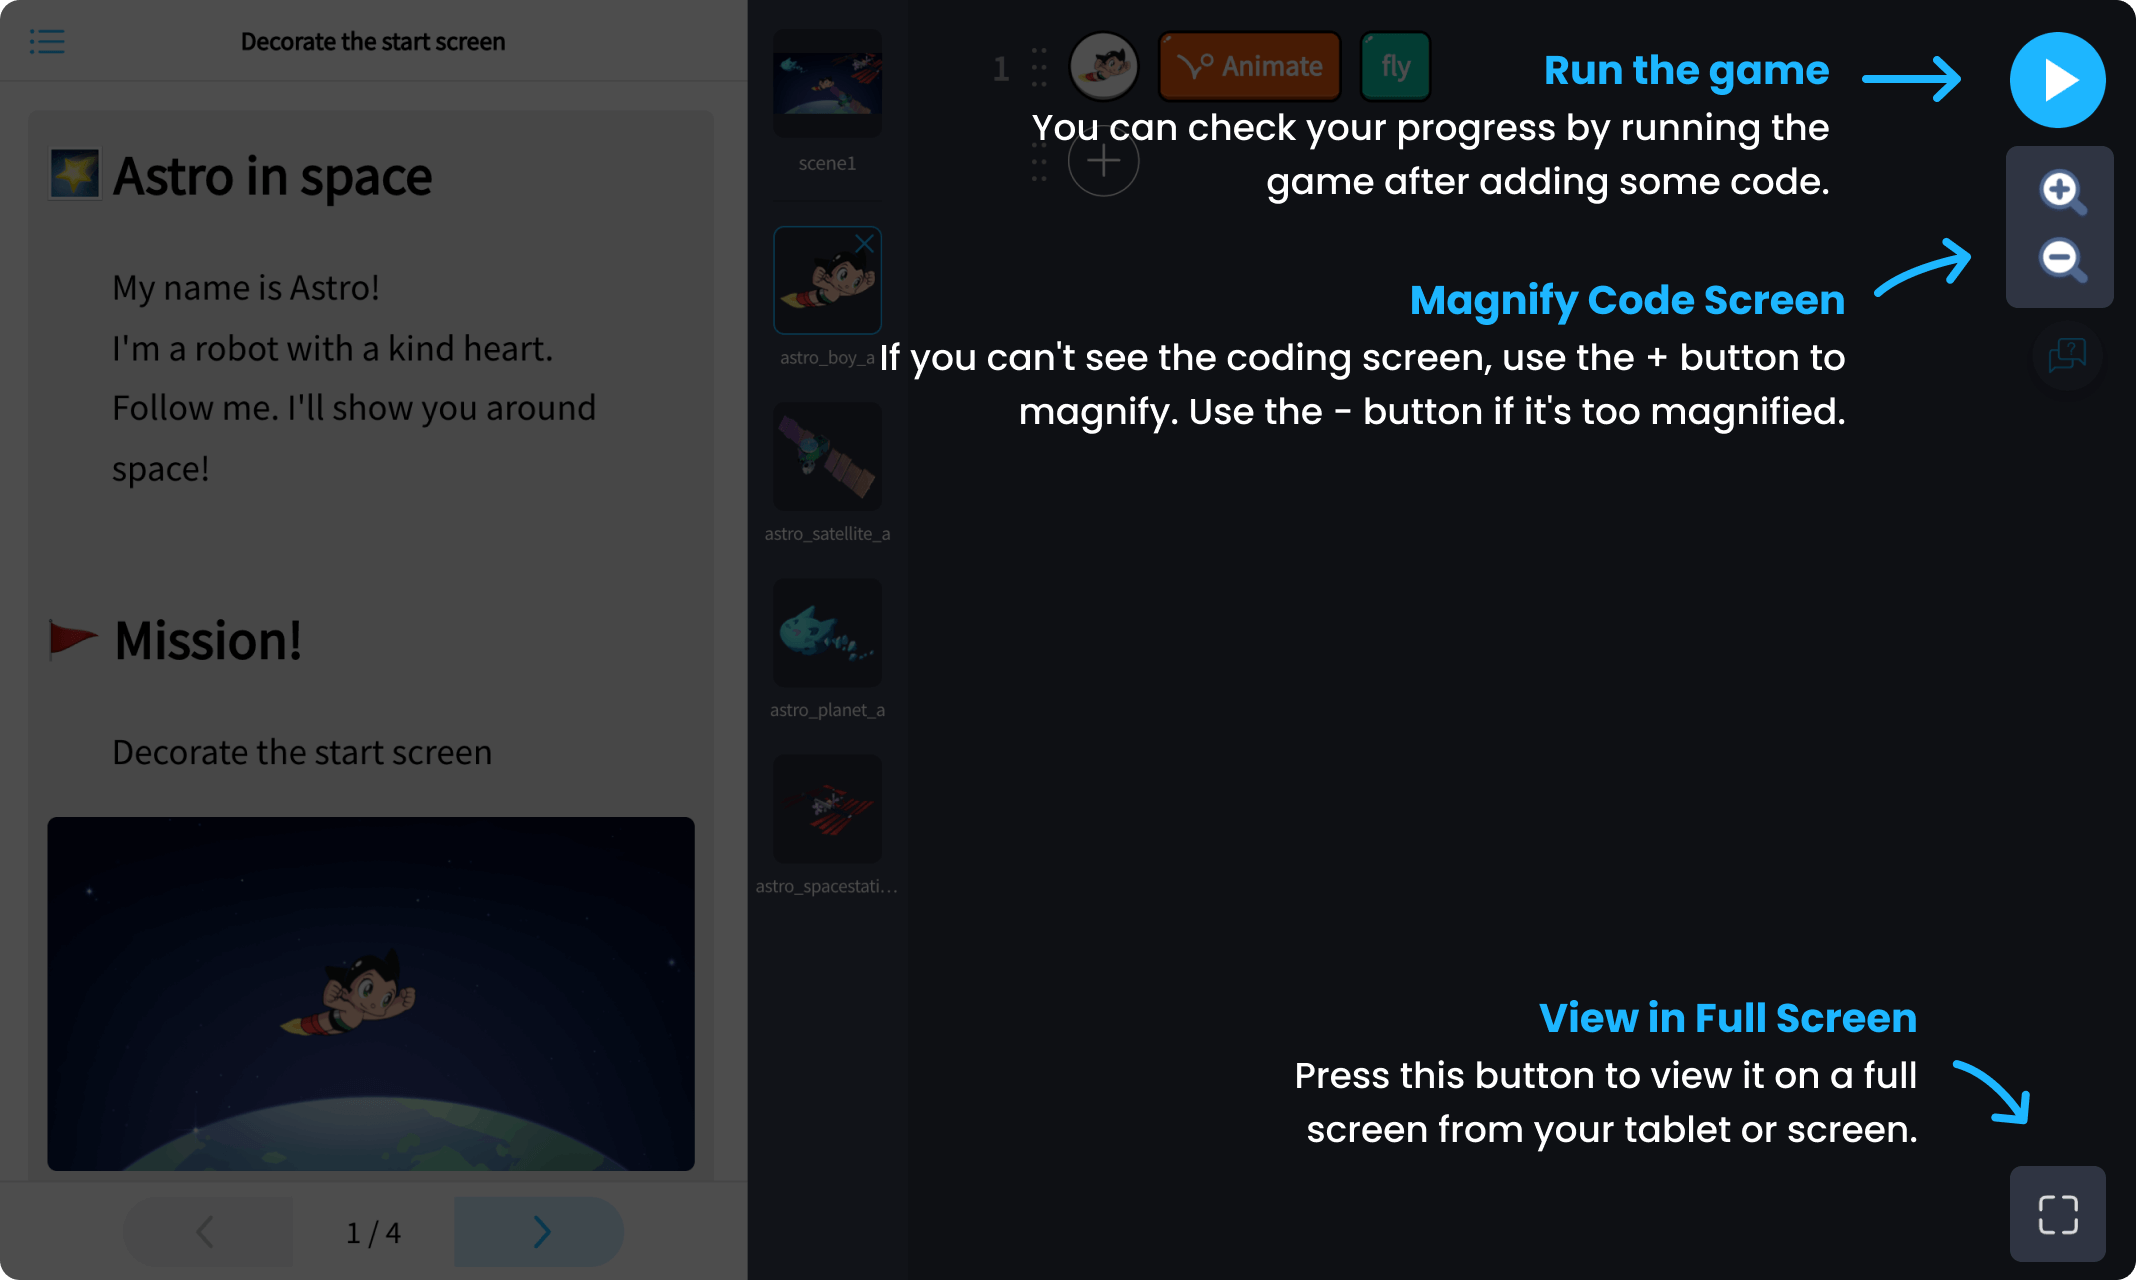 Decorate the start screen
Astro in space
My name is Astro!
I'm a robot with a kind heart.
Follow me. I'll show you around
space!
Mission!
Decorate the start screen
1 / 4
scene1
astro_boy_a
astro_satellite_a
astro_planet_a
astro_spacestati...
1
Animate
fly
Run the game
You can check your progress by running the
game after adding some code.
Magnify Code Screen
If you can't see the coding screen, use the + button to
magnify. Use the - button if it's too magnified.
View in Full Screen
Press this button to view it on a full
screen from your tablet or screen.